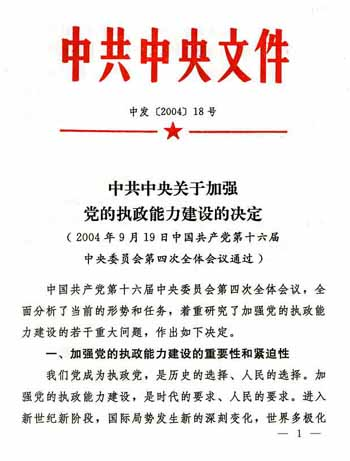 中共中央文件
中发〔2004〕18号
中共中央关于加强
党的执政能力建设的决定
（2004年9月19日中国共产党第十六届
中央委员会第四次全体会议通过）
中国共产党第十六届中央委员会第四次全体会议，全
面分析了当前的形势和任务，着重研究了加强党的执政能
力建设的若干重大问题，作出如下决定。
一、加强党的执政能力建设的重要性和紧迫性
我们党成为执政党，是历史的选择、人民的选择。加
强党的执政能力建设，是时代的要求、人民的要求。进入
新世纪新阶段，国际局势发生新的深刻变化，世界多极化
— 1 —